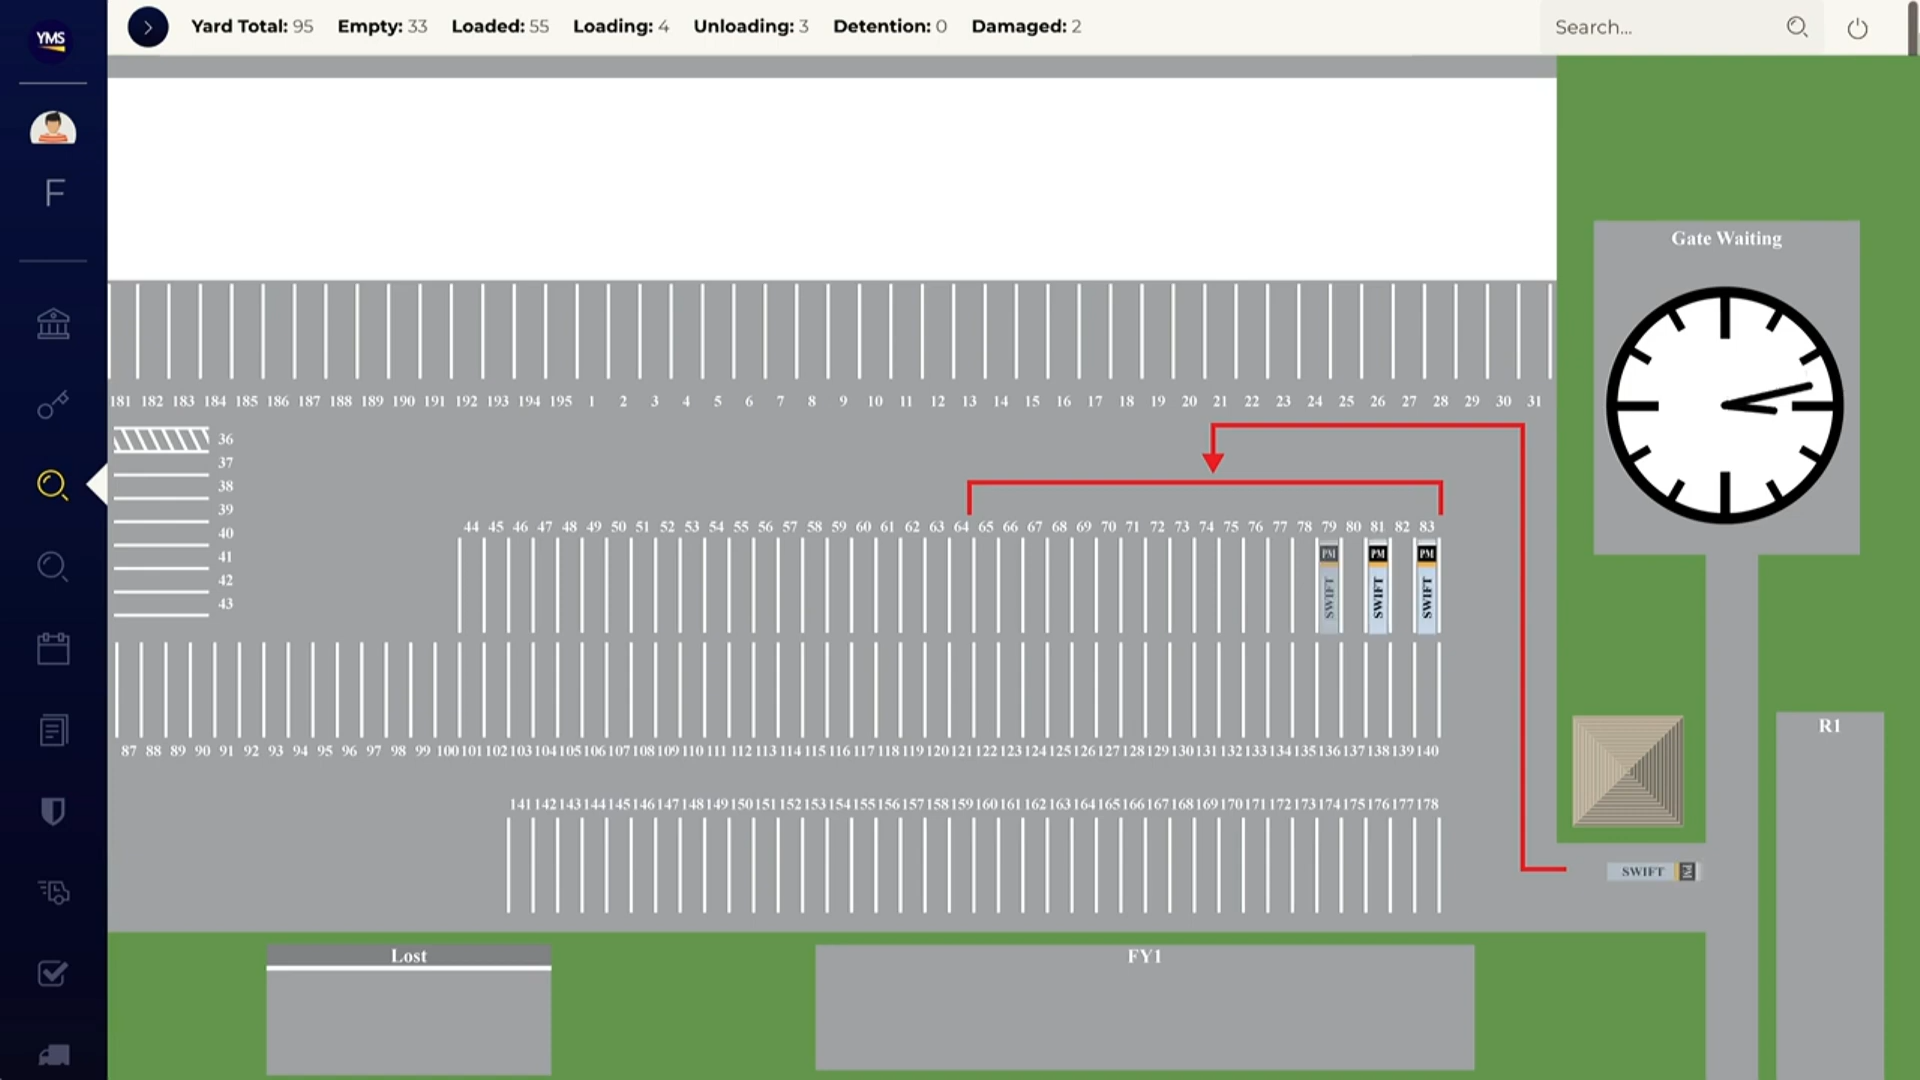 YMS
F
Yard Total: 95 Empty: 33 Loaded: 55 Loading: 4 Unloading: 3 Detention: 0 Damaged: 2
Search...
Gate Waiting
181 182 183 184 185 186 187 188 189 190 191 192 193 194 195 1 2 3 4 5 6 7 8 9 10 11 12 13 14 15 16 17 18 19 20 21 22 23 24 25 26 27 28 29 30 31
36
37
38
39
40
41
42
43
44 45 46 47 48 49 50 51 52 53 54 55 56 57 58 59 60 61 62 63 64 65 66 67 68 69 70 71 72 73 74 75 76 77 78 79 80 81 82 83
PM PM PM
SWIFT SWIFT SWIFT
87 88 89 90 91 92 93 94 95 96 97 98 99 100 101 102 103 104 105 106 107 108 109 110 111 112 113 114 115 116 117 118 119 120 121 122 123 124 125 126 127 128 129 130 131 132 133 134 135 136 137 138 139 140
R1
141 142 143 144 145 146 147 148 149 150 151 152 153 154 155 156 157 158 159 160 161 162 163 164 165 166 167 168 169 170 171 172 173 174 175 176 177 178
SWIFT PM
Lost
FY1